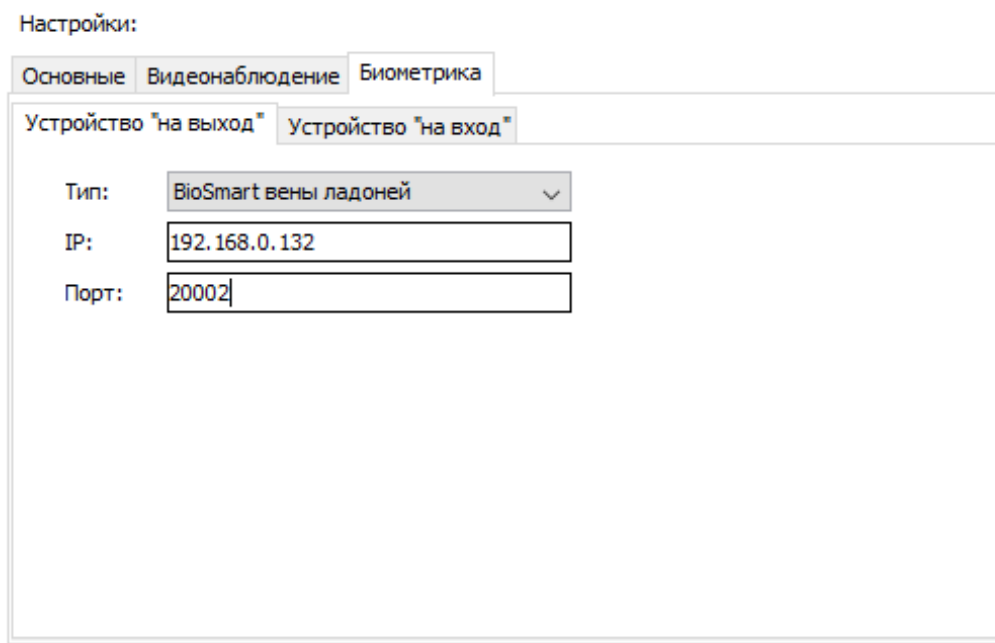 Настройки:
Основные Видеонаблюдение Биометрика
Устройство "на выход" Устройство "на вход"
Тип: BioSmart вены ладоней
IP: 192.168.0.132
Порт: 20002